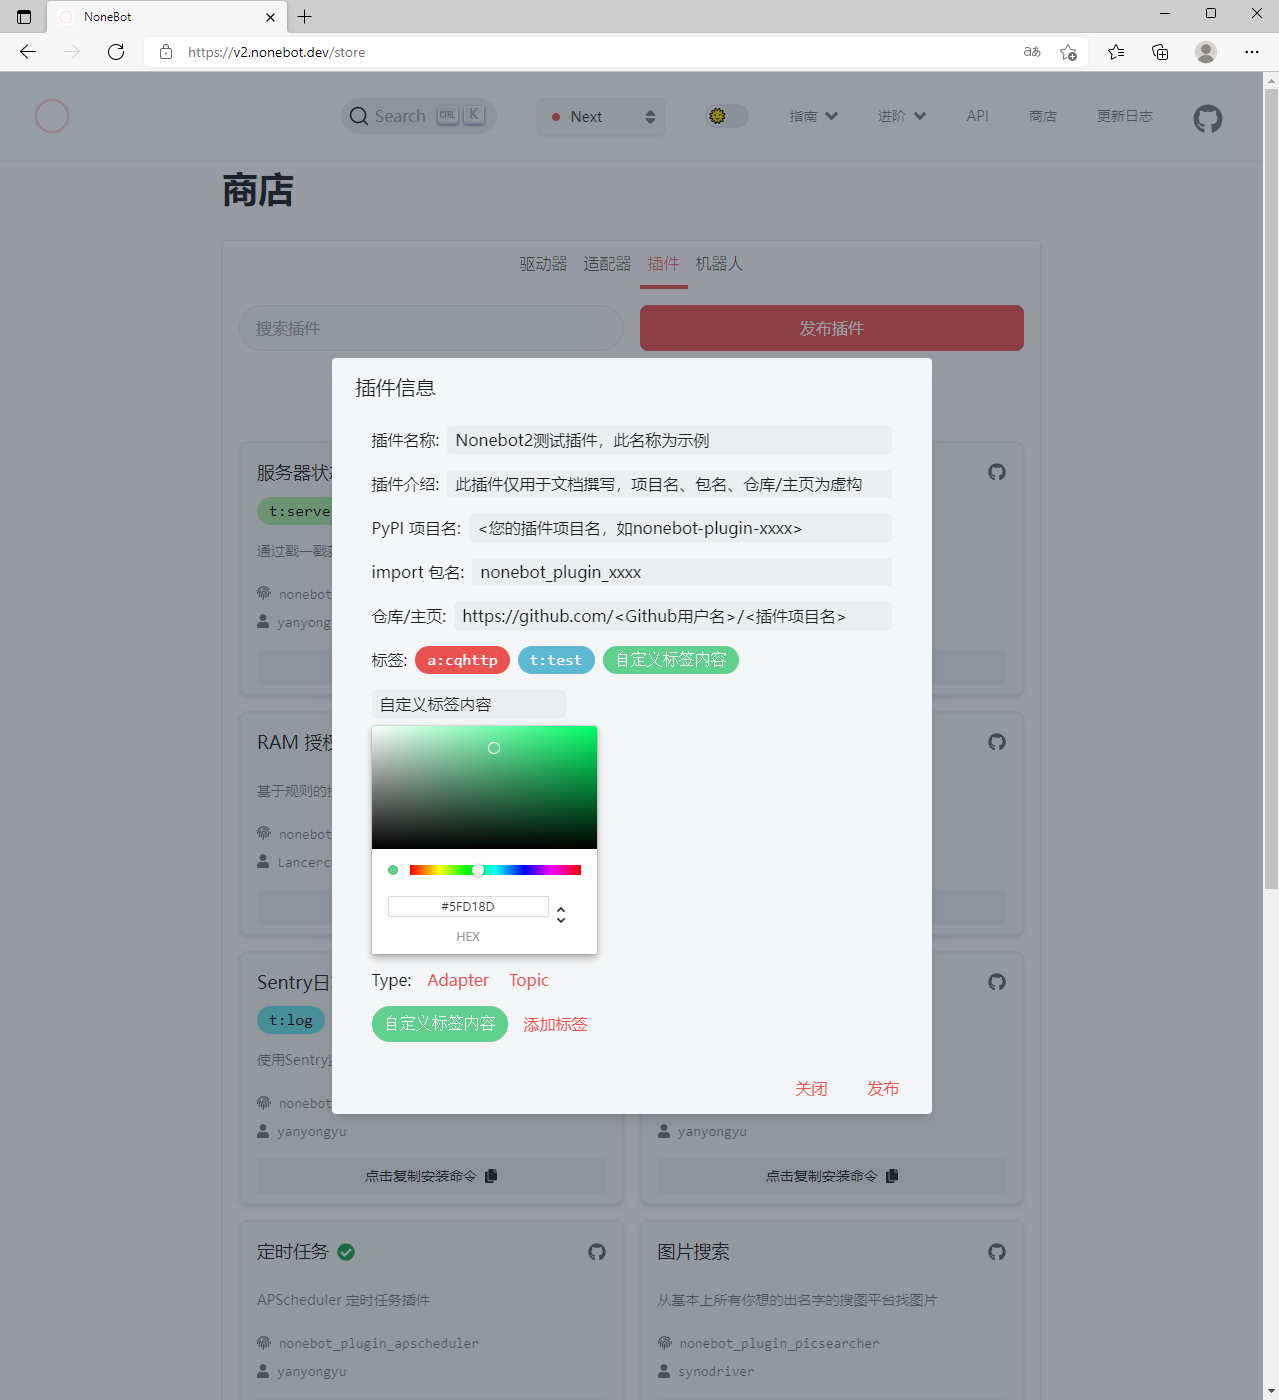 NoneBot
https://v2.nonebot.dev/store
Search CTRL K
Next
指南
进阶
API
商店
更新日志
商店
驱动器 适配器 插件 机器人
搜索插件
发布插件
插件信息
插件名称: Nonebot2测试插件，此名称为示例
插件介绍: 此插件仅用于文档撰写，项目名、包名、仓库/主页为虚构
PyPI 项目名: <您的插件项目名，如nonebot-plugin-xxxx>
import 包名: nonebot_plugin_xxxx
仓库/主页: https://github.com/<Github用户名>/<插件项目名>
标签: a:cqhttp t:test 自定义标签内容
自定义标签内容
#5FD18D
HEX
Type: Adapter Topic
自定义标签内容 添加标签
关闭 发布
服务器状
t:serve
通过戳一戳
nonebot
yanyong
RAM 授权
基于规则的
nonebot
Lancerc
Sentry日
t:log
使用Sentry
nonebot
yanyongyu
点击复制安装命令
yanyongyu
点击复制安装命令
定时任务
APScheduler 定时任务插件
nonebot_plugin_apscheduler
yanyongyu
图片搜索
从基本上所有你想的出名字的搜图平台找图片
nonebot_plugin_picsearcher
synodriver